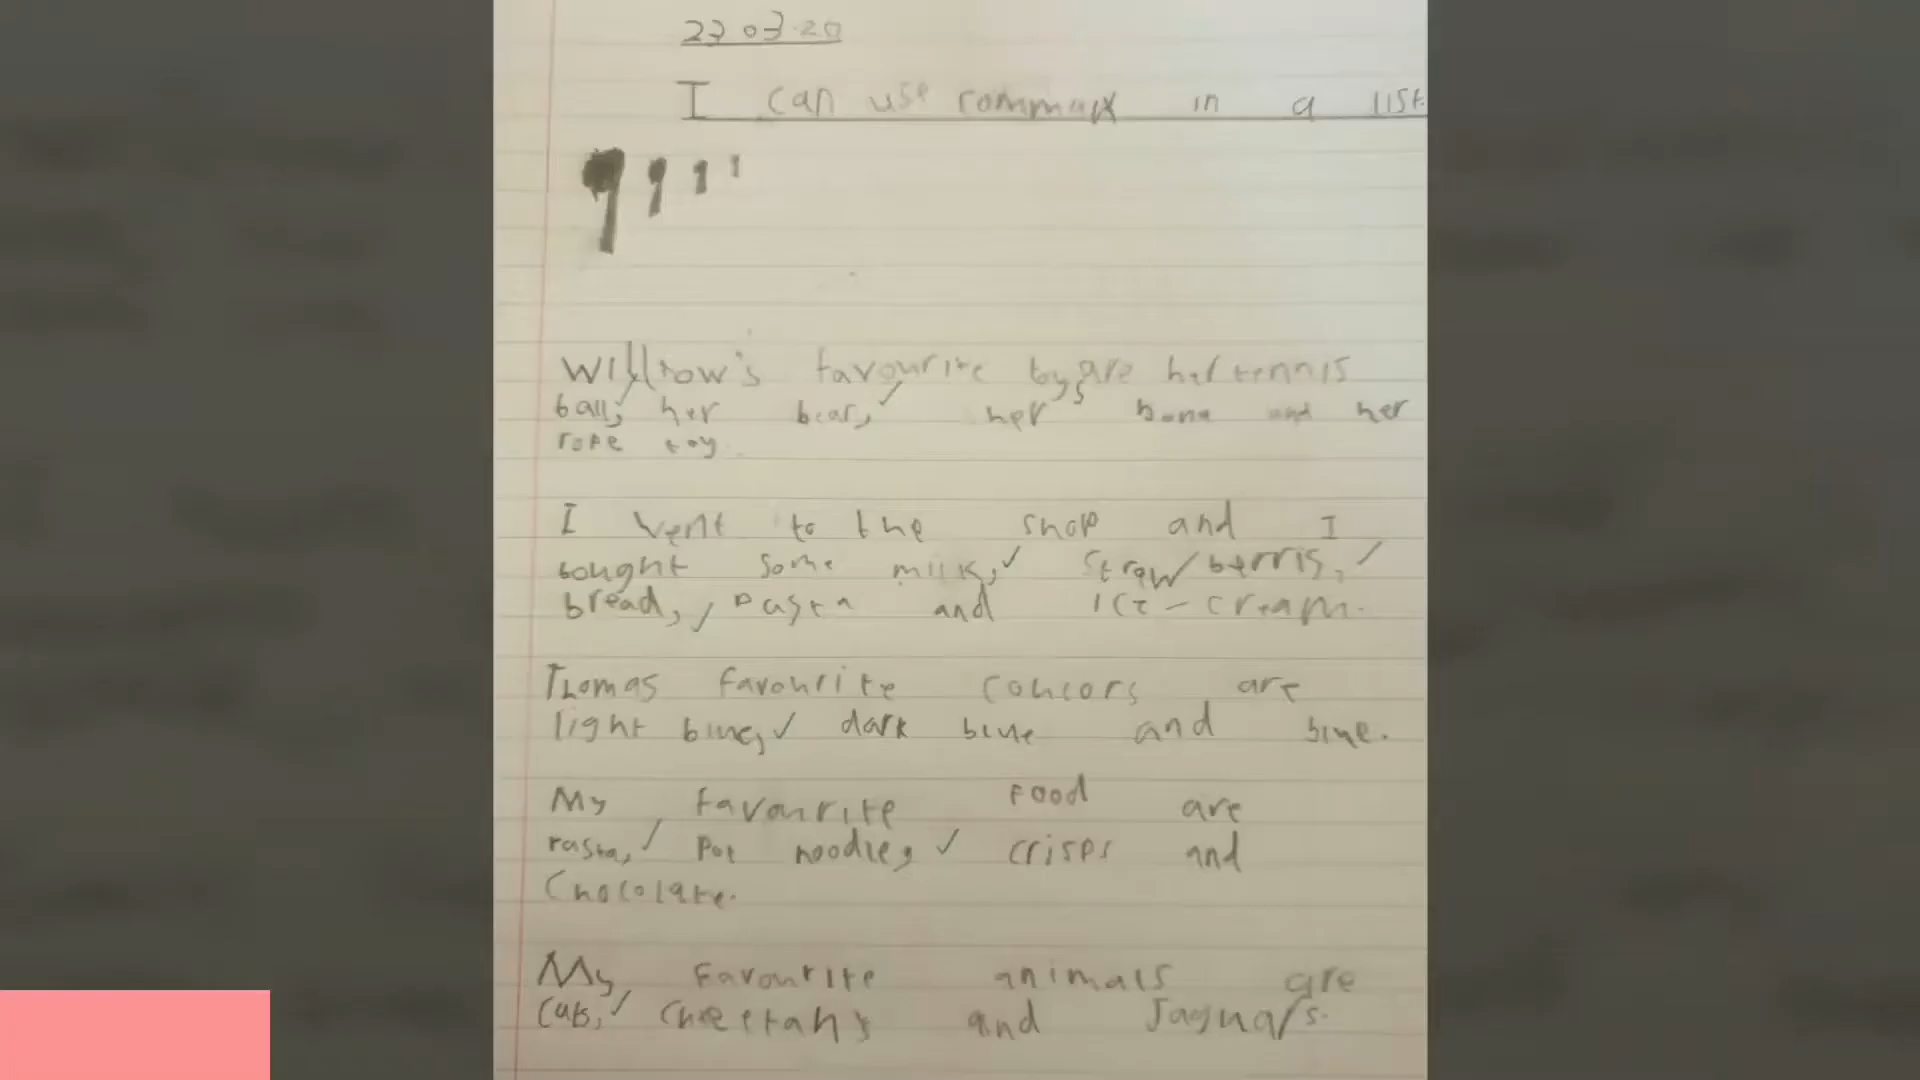 23.03.20
I can use commas in a list.
Willow's favourite toys are her tennis
ball, her bear, her bone and her
rope toy.
I went to the shop and I
bought some milk, strawberris,
bread, pasta and ice-cream.
Thomas favourite coulors are
light blue, dark blue and blue.
My favourite Food are
Pasta, Pot noodles, crisps and
Chocolate.
My favourite animals are
Cats, Cheetahs and Jaguars.